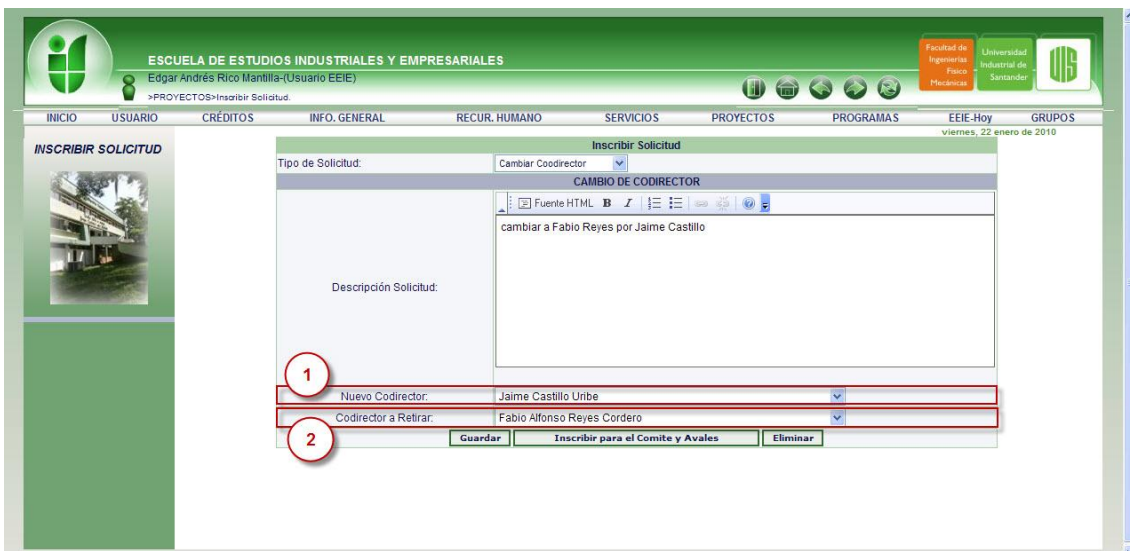 ESCUELA DE ESTUDIOS INDUSTRIALES Y EMPRESARIALES
Edgar Andrés Rico Mantilla-(Usuario EEIE)
>PROYECTOS>Inscribir Solicitud.
Facultad de
Ingenierías
Físico
Mecánicas
Universidad
Industrial de
Santander
INICIO USUARIO CRÉDITOS INFO. GENERAL RECUR. HUMANO SERVICIOS PROYECTOS PROGRAMAS EEIE-Hoy GRUPOS
viernes, 22 enero de 2010
INSCRIBIR SOLICITUD
Inscribir Solicitud
Tipo de Solicitud: Cambiar Coodirector
CAMBIO DE CODIRECTOR
Fuente HTML B I
cambiar a Fabio Reyes por Jaime Castillo
Descripción Solicitud:
1
Nuevo Codirector: Jaime Castillo Uribe
Codirector a Retirar: Fabio Alfonso Reyes Cordero
2
Guardar Inscribir para el Comite y Avales Eliminar